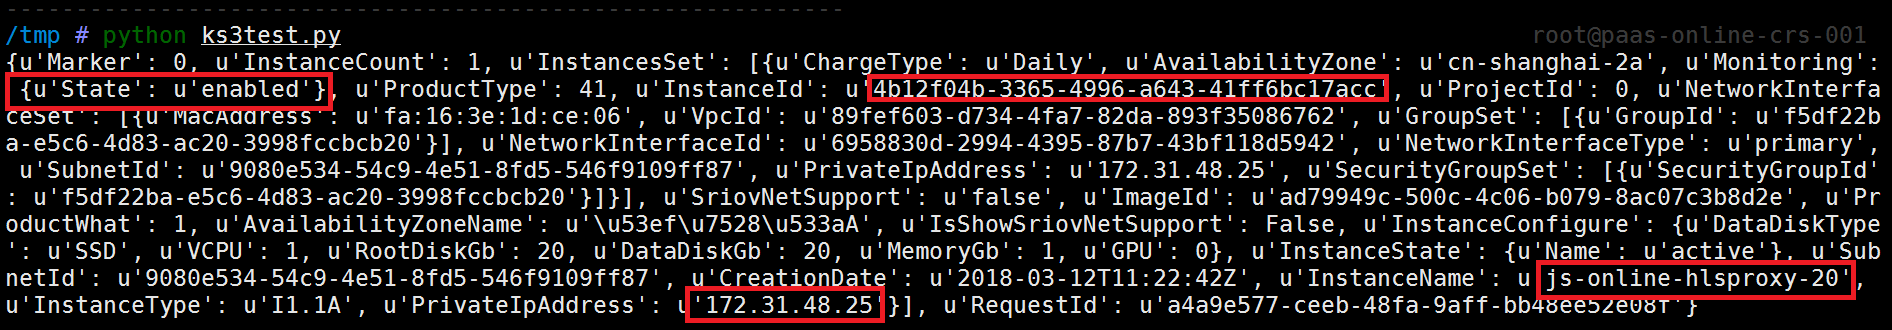 /tmp # python ks3test.py root@paas-online-crs-001
{u'Marker': 0, u'InstanceCount': 1, u'InstancesSet': [{u'ChargeType': u'Daily', u'AvailabilityZone': u'cn-shanghai-2a', u'Monitoring':
{u'State': u'enabled'}, u'ProductType': 41, u'InstanceId': u'4b12f04b-3365-4996-a643-41ff6bc17acc', u'ProjectId': 0, u'NetworkInterfa
ceSet': [{u'MacAddress': u'fa:16:3e:1d:ce:06', u'VpcId': u'89fef603-d734-4fa7-82da-893f35086762', u'GroupSet': [{u'GroupId': u'f5df22b
a-e5c6-4d83-ac20-3998fccbcb20'}], u'NetworkInterfaceId': u'6958830d-2994-4395-87b7-43bf118d5942', u'NetworkInterfaceType': u'primary',
u'SubnetId': u'9080e534-54c9-4e51-8fd5-546f9109ff87', u'PrivateIpAddress': u'172.31.48.25', u'SecurityGroupSet': [{u'SecurityGroupId'
: u'f5df22ba-e5c6-4d83-ac20-3998fccbcb20'}]}], u'SriovNetSupport': u'false', u'ImageId': u'ad79949c-500c-4c06-b079-8ac07c3b8d2e', u'Pr
oductWhat': 1, u'AvailabilityZoneName': u'\u53ef\u7528\u533aA', u'IsShowSriovNetSupport': False, u'InstanceConfigure': {u'DataDiskType
': u'SSD', u'VCPU': 1, u'RootDiskGb': 20, u'DataDiskGb': 20, u'MemoryGb': 1, u'GPU': 0}, u'InstanceState': {u'Name': u'active'}, u'Sub
netId': u'9080e534-54c9-4e51-8fd5-546f9109ff87', u'CreationDate': u'2018-03-12T11:22:42Z', u'InstanceName': u'js-online-hlsproxy-20',
u'InstanceType': u'I1.1A', u'PrivateIpAddress': u'172.31.48.25'}], u'RequestId': u'a4a9e577-ceeb-48fa-9aff-bb48ee52e08f'}